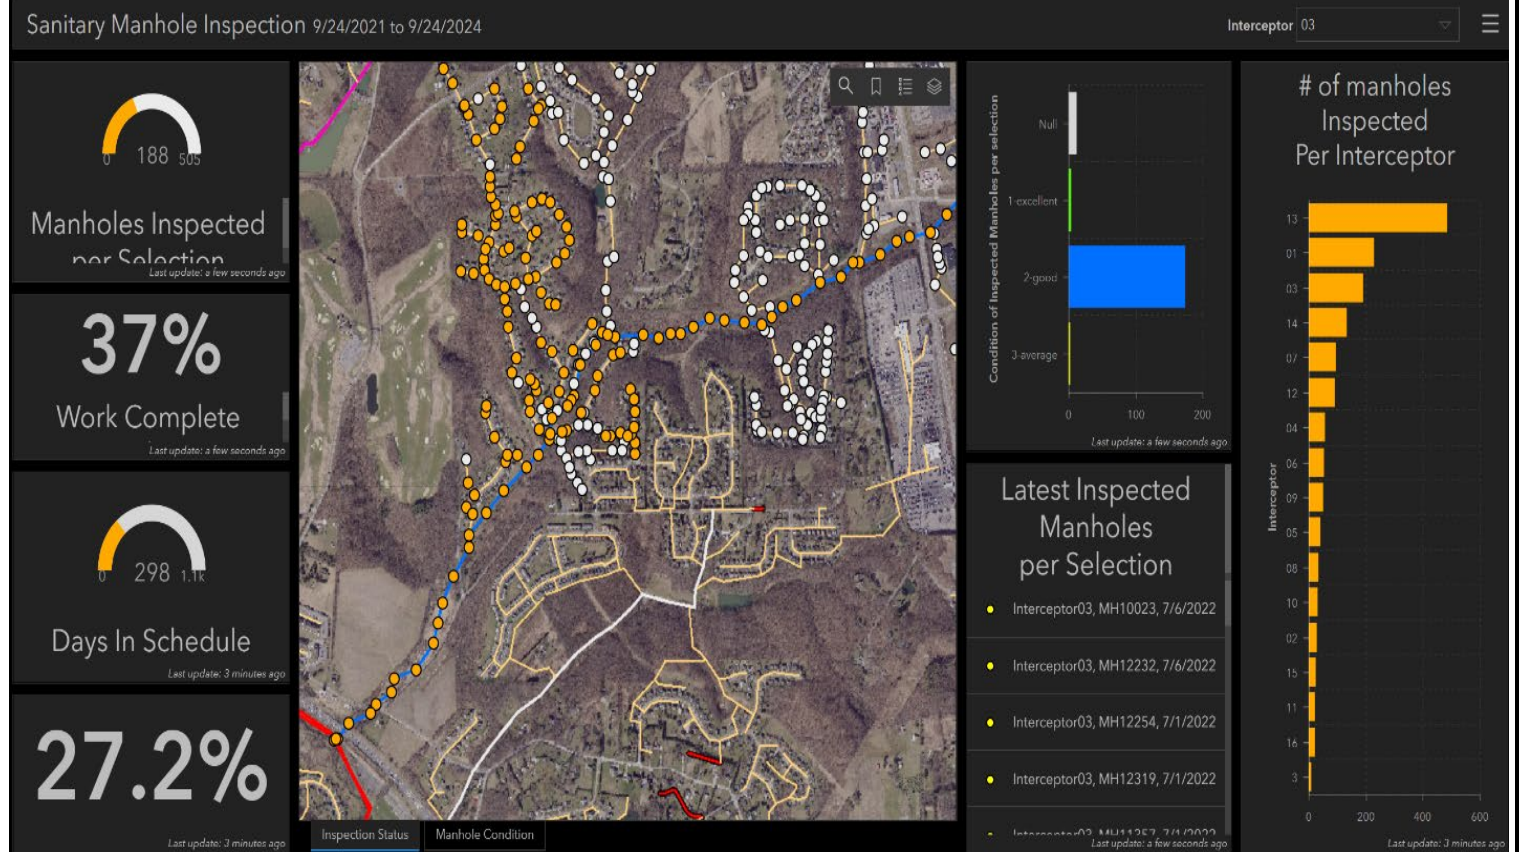 Sanitary Manhole Inspection 9/24/2021 to 9/24/2024
Interceptor 03
0 188 505
Manholes Inspected
per Selection
Last update: a few seconds ago
37%
Work Complete
Last update: a few seconds ago
0 298 1.1k
Days In Schedule
Last update: 3 minutes ago
27.2%
Last update: 3 minutes ago
Inspection Status
Manhole Condition
Condition of Inspected Manholes per selection
Null
1-excellent
2-good
3-average
0 100 200
Last update: a few seconds ago
Latest Inspected
Manholes
per Selection
Interceptor03, MH10023, 7/6/2022
Interceptor03, MH12232, 7/6/2022
Interceptor03, MH12254, 7/1/2022
Interceptor03, MH12319, 7/1/2022
Interceptor03, MH11357, 7/1/2022
Last update: a few seconds ago
# of manholes
Inspected
Per Interceptor
Interceptor
13
01
03
14
07
12
04
06
09
05
08
10
02
15
11
16
3
0 200 400 600
Last update: 3 minutes ago